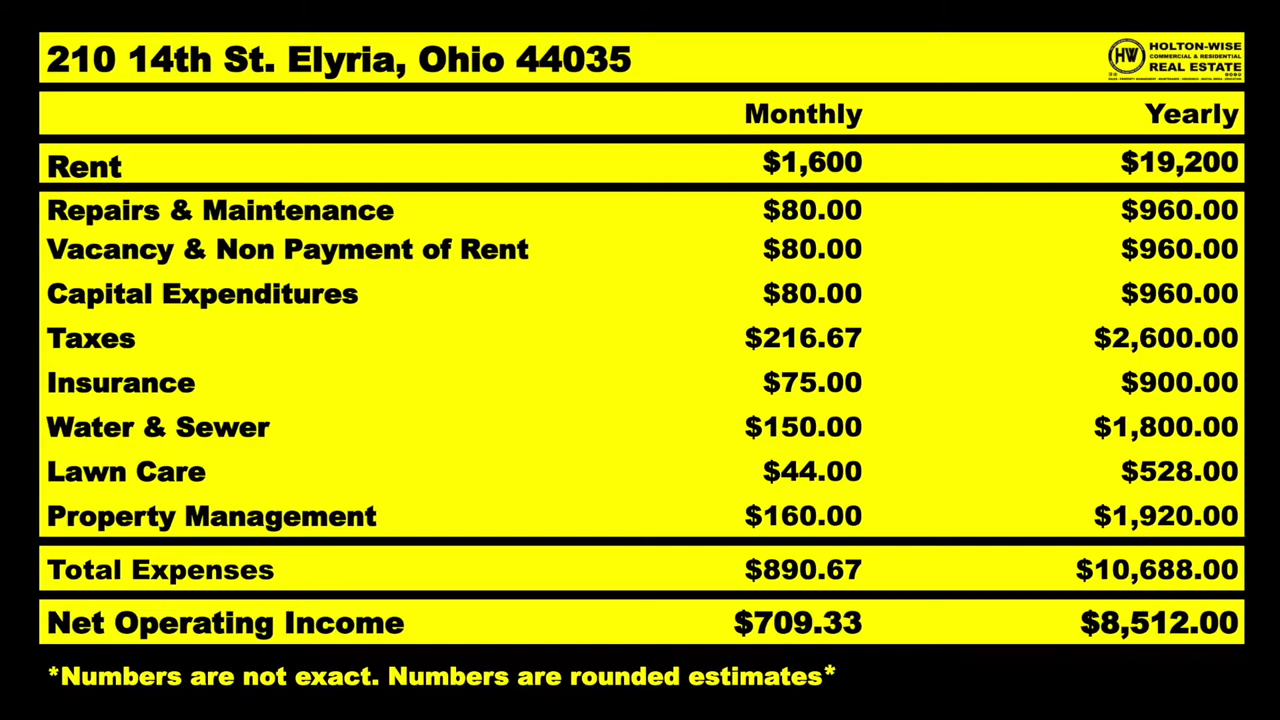 210 14th St. Elyria, Ohio 44035
HW
HOLTON-WISE
COMMERCIAL & RESIDENTIAL
REAL ESTATE
Monthly Yearly
Rent $1,600 $19,200
Repairs & Maintenance $80.00 $960.00
Vacancy & Non Payment of Rent $80.00 $960.00
Capital Expenditures $80.00 $960.00
Taxes $216.67 $2,600.00
Insurance $75.00 $900.00
Water & Sewer $150.00 $1,800.00
Lawn Care $44.00 $528.00
Property Management $160.00 $1,920.00
Total Expenses $890.67 $10,688.00
Net Operating Income $709.33 $8,512.00
*Numbers are not exact. Numbers are rounded estimates*